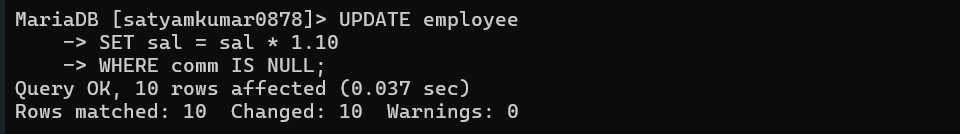 MariaDB [satyamkumar0878]> UPDATE employee
    -> SET sal = sal * 1.10
    -> WHERE comm IS NULL;
Query OK, 10 rows affected (0.037 sec)
Rows matched: 10  Changed: 10  Warnings: 0